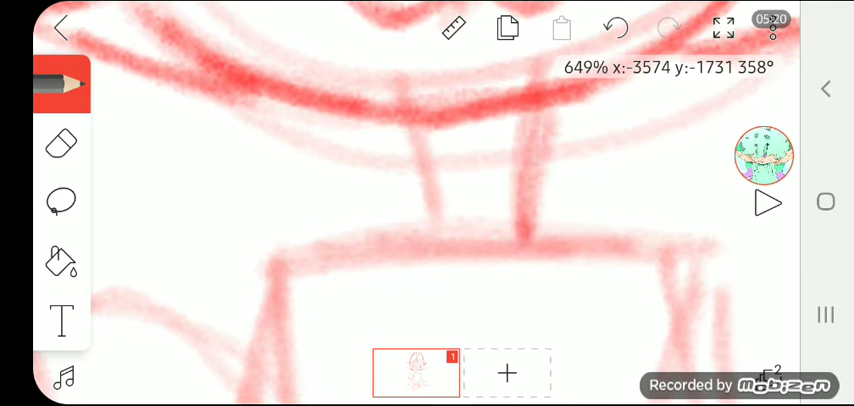 05:20
649% x:-3574 y:-1731 358°
T
1
2
Recorded by mobizen